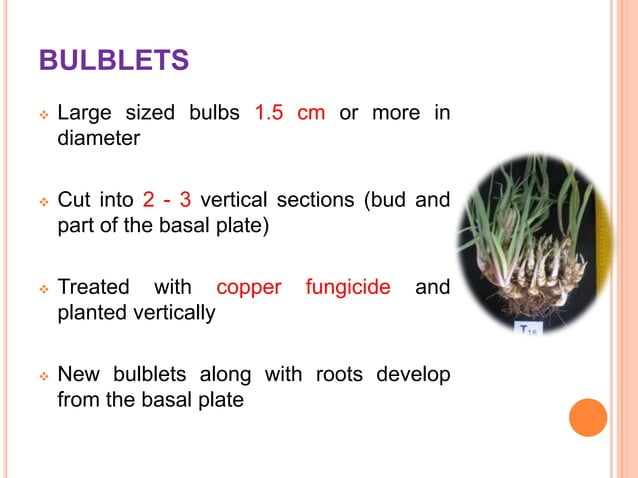 BULBLETS
❖ Large sized bulbs 1.5 cm or more in
diameter
❖ Cut into 2 - 3 vertical sections (bud and
part of the basal plate)
❖ Treated with copper fungicide and
planted vertically
❖ New bulblets along with roots develop
from the basal plate
T16